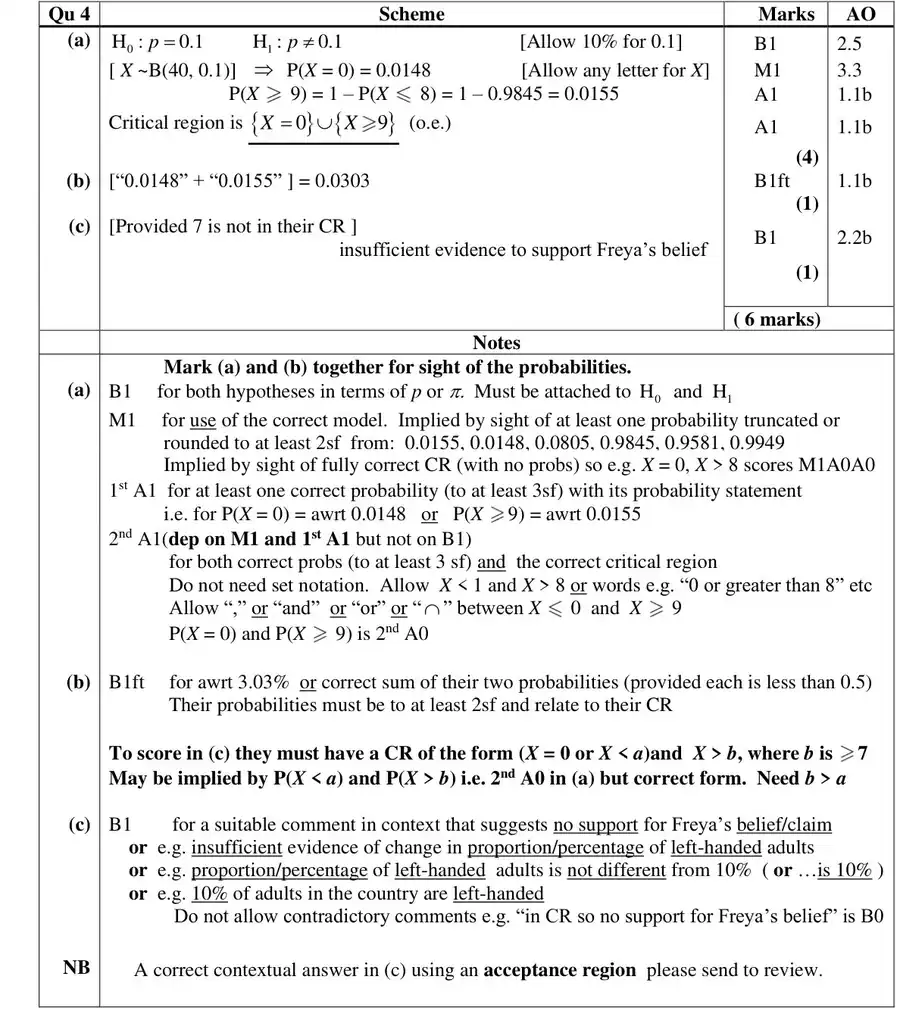 Qu 4 Scheme Marks AO
(a) H₀ : p = 0.1 H₁ : p ≠ 0.1 [Allow 10% for 0.1] B1 2.5
[ X ~B(40, 0.1)] ⇒ P(X = 0) = 0.0148 [Allow any letter for X] M1 3.3
P(X ⩾ 9) = 1 – P(X ⩽ 8) = 1 – 0.9845 = 0.0155 A1 1.1b
Critical region is {X = 0}∪{X ⩾ 9} (o.e.) A1 1.1b
(4)
(b) [“0.0148” + “0.0155” ] = 0.0303 B1ft 1.1b
(1)
(c) [Provided 7 is not in their CR ]
insufficient evidence to support Freya’s belief B1 2.2b
(1)
( 6 marks)
Notes
Mark (a) and (b) together for sight of the probabilities.
(a) B1 for both hypotheses in terms of p or π. Must be attached to H₀ and H₁
M1 for use of the correct model. Implied by sight of at least one probability truncated or
rounded to at least 2sf from: 0.0155, 0.0148, 0.0805, 0.9845, 0.9581, 0.9949
Implied by sight of fully correct CR (with no probs) so e.g. X = 0, X > 8 scores M1A0A0
1st A1 for at least one correct probability (to at least 3sf) with its probability statement
i.e. for P(X = 0) = awrt 0.0148 or P(X ⩾ 9) = awrt 0.0155
2nd A1(dep on M1 and 1st A1 but not on B1)
for both correct probs (to at least 3 sf) and the correct critical region
Do not need set notation. Allow X < 1 and X > 8 or words e.g. “0 or greater than 8” etc
Allow “,” or “and” or “or” or “∩” between X ⩽ 0 and X ⩾ 9
P(X = 0) and P(X ⩾ 9) is 2nd A0
(b) B1ft for awrt 3.03% or correct sum of their two probabilities (provided each is less than 0.5)
Their probabilities must be to at least 2sf and relate to their CR
To score in (c) they must have a CR of the form (X = 0 or X < a)and X > b, where b is ⩾ 7
May be implied by P(X < a) and P(X > b) i.e. 2nd A0 in (a) but correct form. Need b > a
(c) B1 for a suitable comment in context that suggests no support for Freya’s belief/claim
or e.g. insufficient evidence of change in proportion/percentage of left-handed adults
or e.g. proportion/percentage of left-handed adults is not different from 10% ( or …is 10% )
or e.g. 10% of adults in the country are left-handed
Do not allow contradictory comments e.g. “in CR so no support for Freya’s belief” is B0
NB A correct contextual answer in (c) using an acceptance region please send to review.